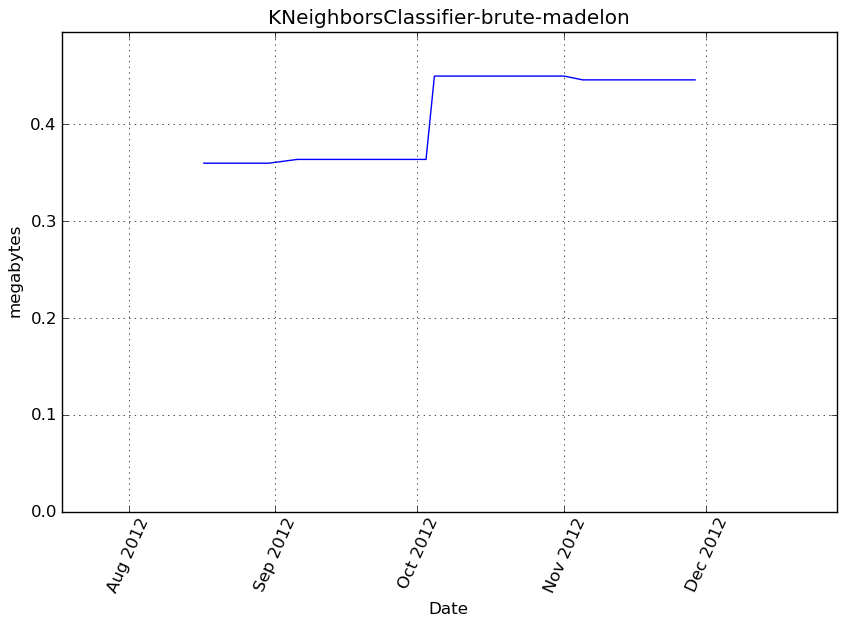 KNeighborsClassifier-brute-madelon
0.4
0.3
0.2
0.1
0.0
megabytes
Aug 2012
Sep 2012
Oct 2012
Nov 2012
Dec 2012
Date